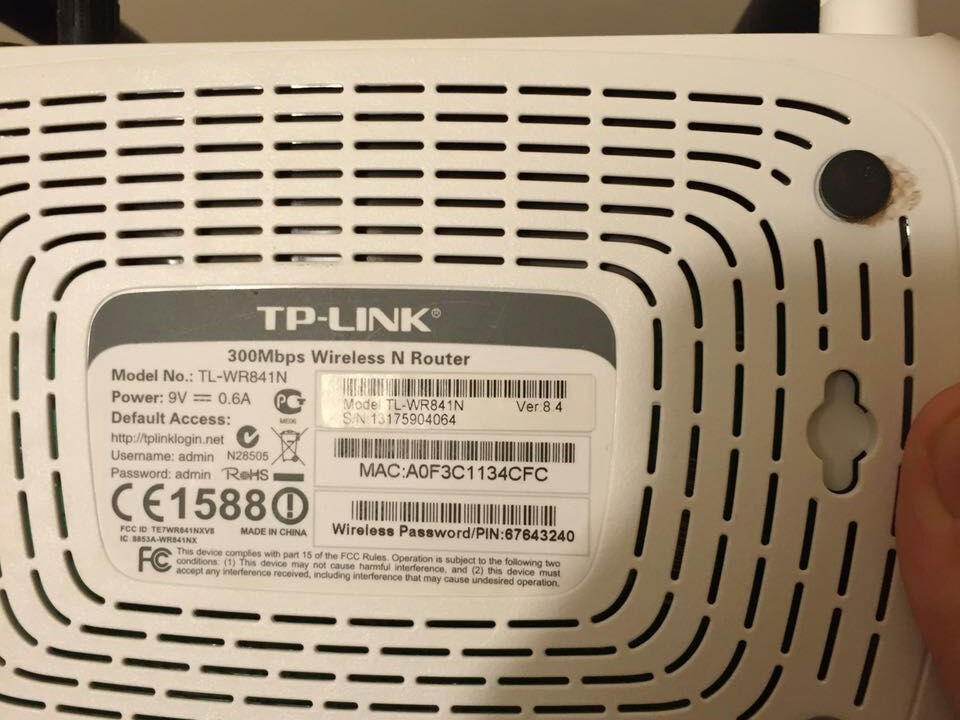 TP-LINK®
300Mbps Wireless N Router
Model No.: TL-WR841N
Power: 9V ⎓ 0.6A
Default Access:
http://tplinklogin.net
Username: admin
Password: admin
ME06
N28505
RoHS
CE1588
FCC ID: TE7WR841NXV8
IC: 8853A-WR841NX
MADE IN CHINA
Model:TL-WR841N Ver:8.4
S/N:13175904064
MAC:A0F3C1134CFC
Wireless Password/PIN:67643240
FC This device complies with part 15 of the FCC Rules. Operation is subject to the following two
conditions: (1) This device may not cause harmful interference, and (2) this device must
accept any interference received, including interference that may cause undesired operation.